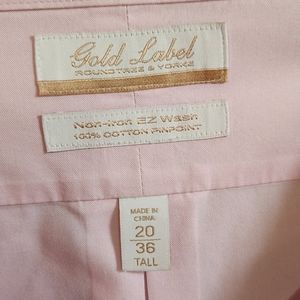 Gold Label
ROUNDTREE & YORKE
Non-Iron EZ Wash
100% COTTON PINPOINT
MADE IN
CHINA
20
36
TALL